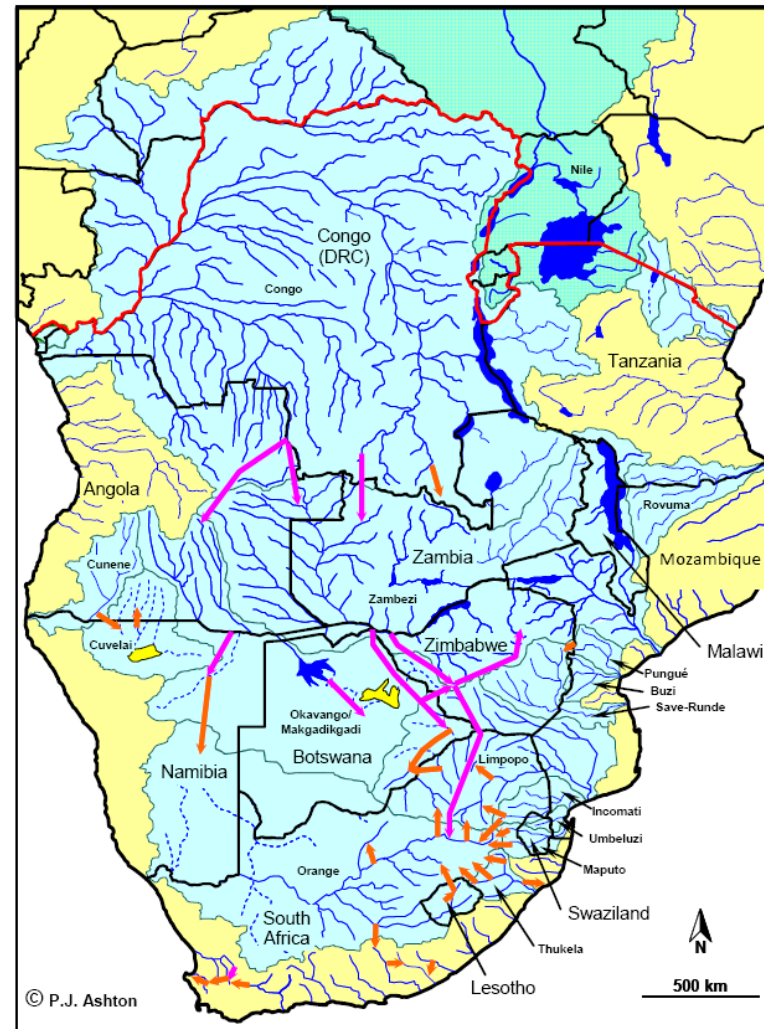 Nile
Congo
(DRC)
Congo
Tanzania
Angola
Rovuma
Zambia
Mozambique
Cunene
Zambezi
Cuvelai
Zimbabwe
Malawi
Pungué
Buzi
Save-Runde
Okavango/
Makgadikgadi
Botswana
Limpopo
Namibia
Incomati
Umbeluzi
Maputo
Orange
Swaziland
South
Africa
Thukela
Lesotho
N
500 km
© P.J. Ashton